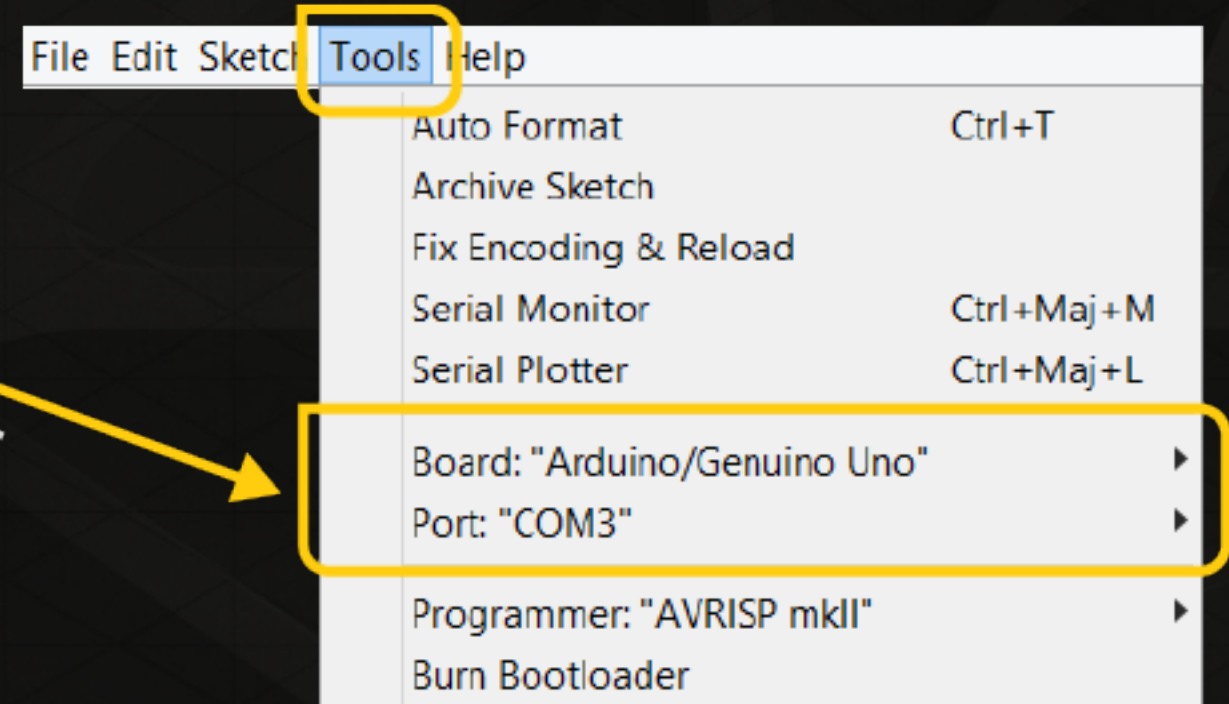 File Edit Sketch Tools Help
Auto Format Ctrl+T
Archive Sketch
Fix Encoding & Reload
Serial Monitor Ctrl+Maj+M
Serial Plotter Ctrl+Maj+L
Board: "Arduino/Genuino Uno"
Port: "COM3"
Programmer: "AVRISP mkII"
Burn Bootloader